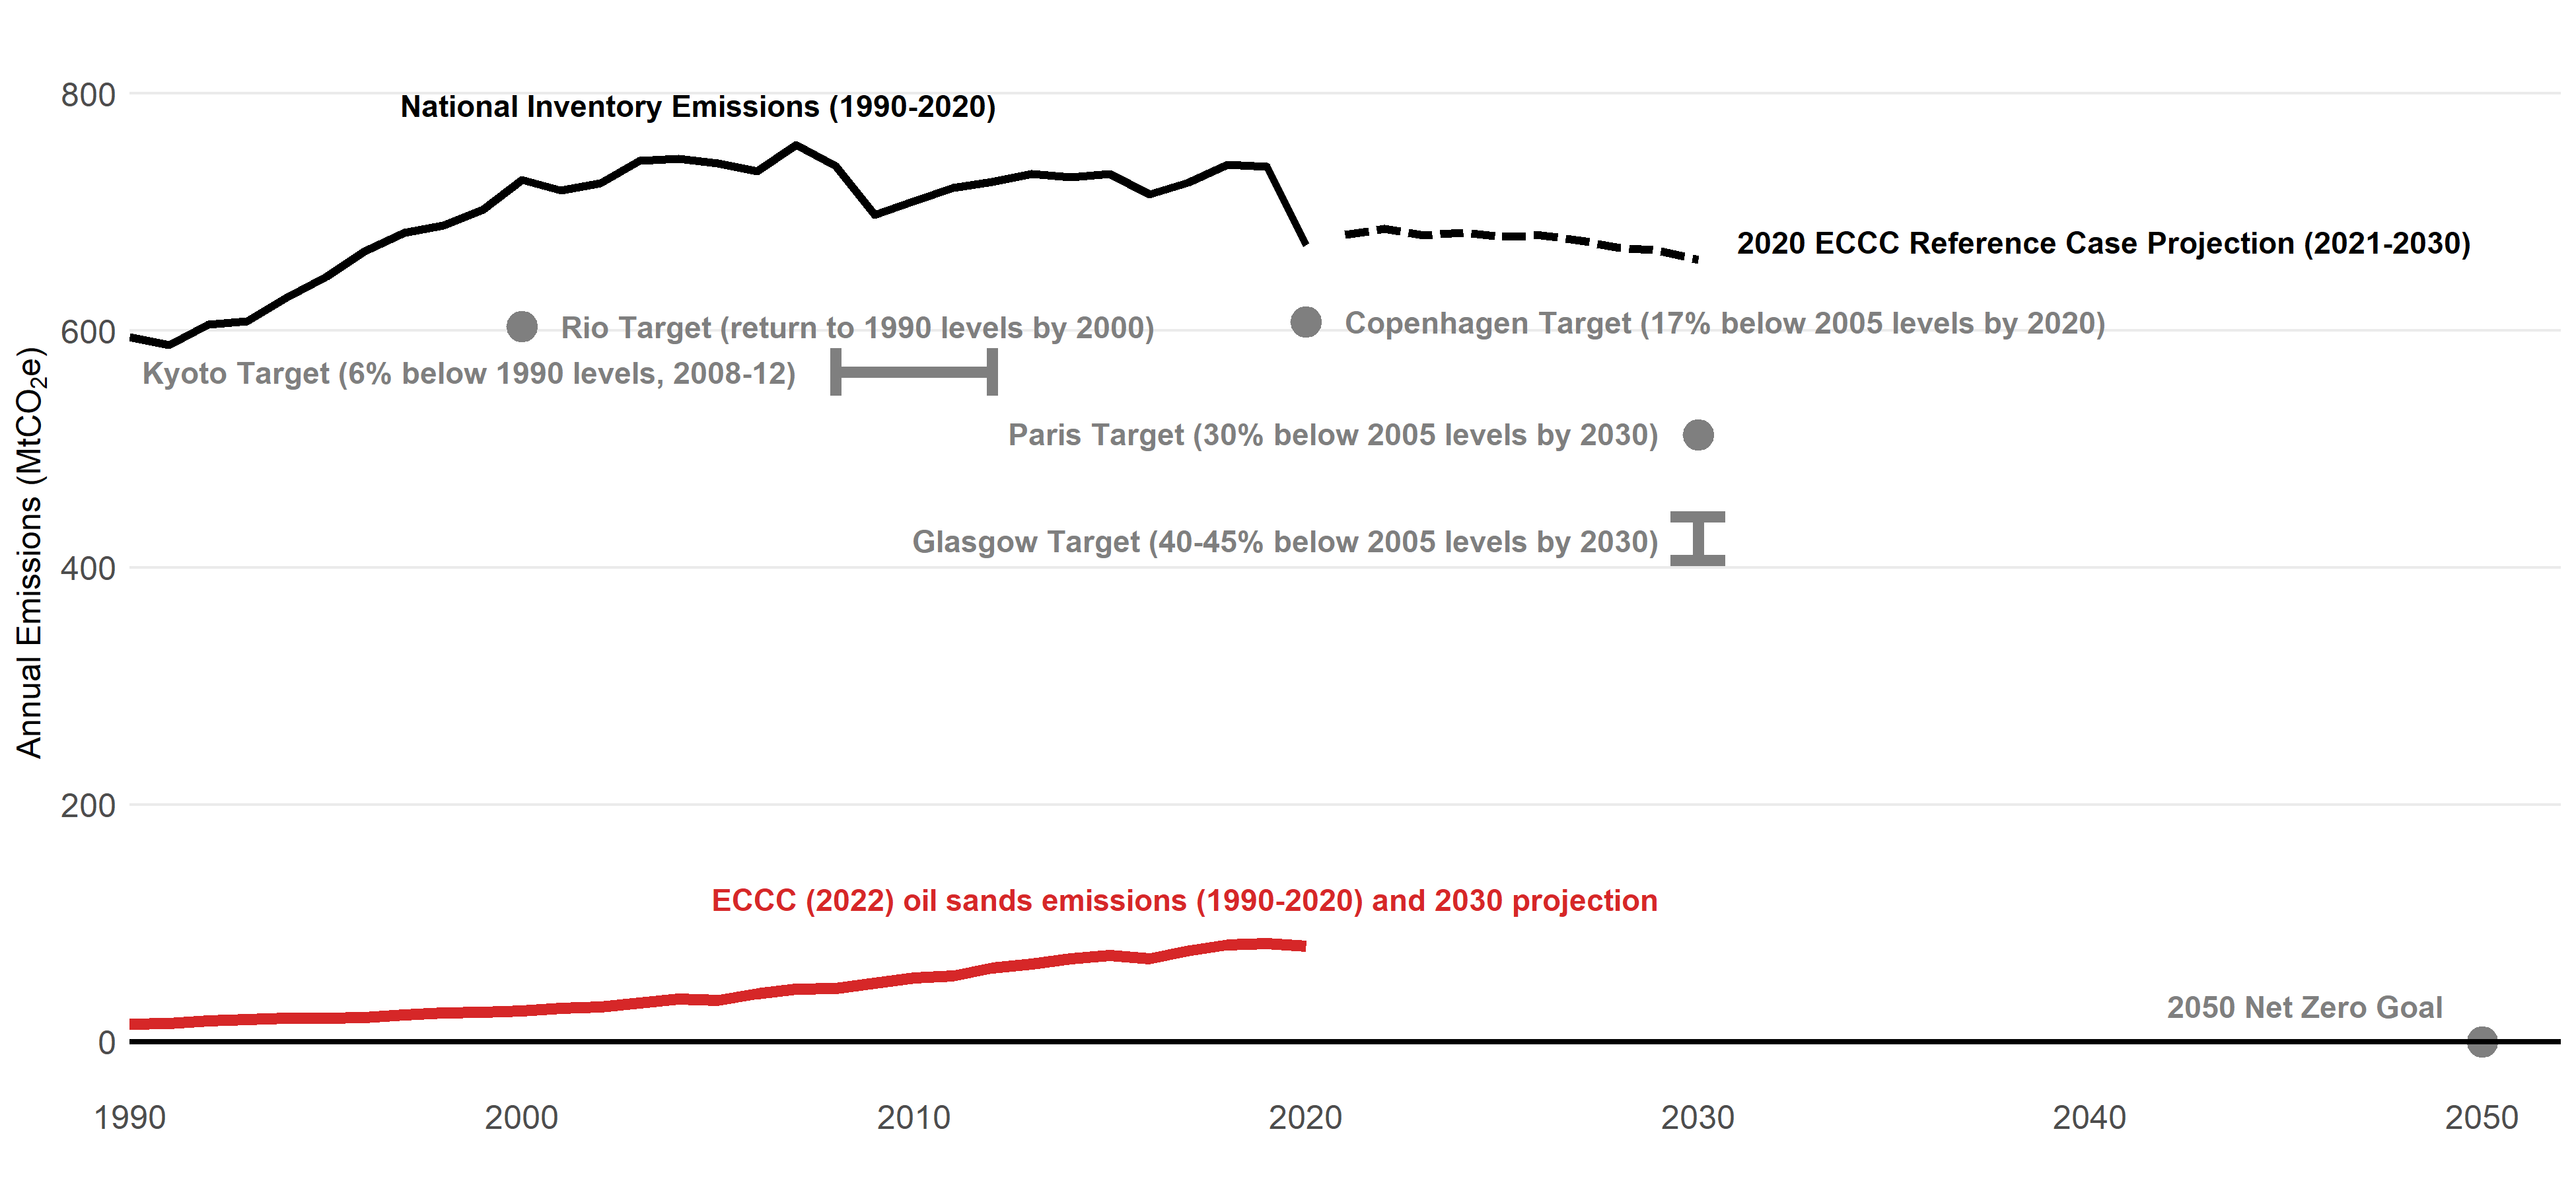 800
National Inventory Emissions (1990-2020)
2020 ECCC Reference Case Projection (2021-2030)
600
Rio Target (return to 1990 levels by 2000)
Copenhagen Target (17% below 2005 levels by 2020)
Kyoto Target (6% below 1990 levels, 2008-12)
Paris Target (30% below 2005 levels by 2030)
Glasgow Target (40-45% below 2005 levels by 2030)
400
Annual Emissions (MtCO₂e)
200
ECCC (2022) oil sands emissions (1990-2020) and 2030 projection
2050 Net Zero Goal
0
1990 2000 2010 2020 2030 2040 2050